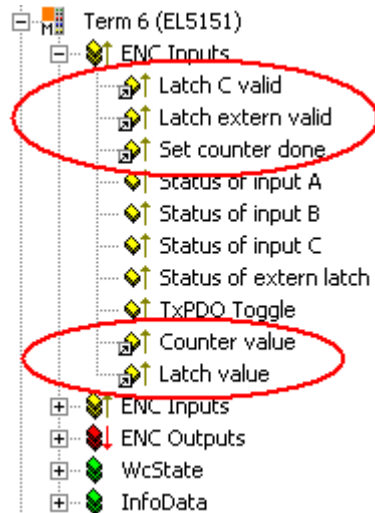 Term 6 (EL5151)
ENC Inputs
Latch C valid
Latch extern valid
Set counter done
Status of input A
Status of input B
Status of input C
Status of extern latch
TxPDO Toggle
Counter value
Latch value
ENC Inputs
ENC Outputs
WcState
InfoData